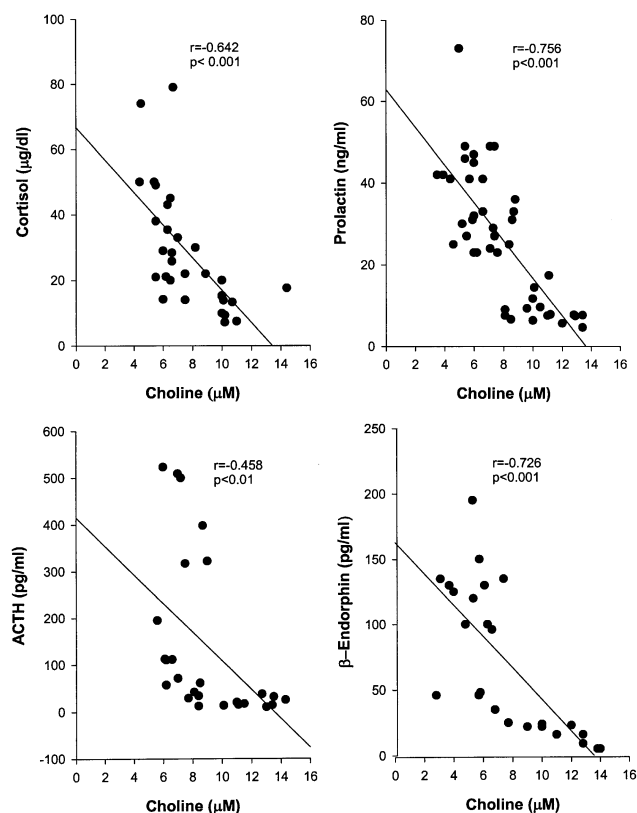 r=-0.642
p< 0.001
100
80
60
40
20
0
Cortisol (µg/dl)
0 2 4 6 8 10 12 14 16
Choline (µM)
r=-0.756
p<0.001
80
60
40
20
0
Prolactin (ng/ml)
0 2 4 6 8 10 12 14 16
Choline (µM)
r=-0.458
p<0.01
600
500
400
300
200
100
0
-100
ACTH (pg/ml)
0 2 4 6 8 10 12 14 16
Choline (µM)
r=-0.726
p<0.001
250
200
150
100
50
0
β–Endorphin (pg/ml)
0 2 4 6 8 10 12 14 16
Choline (µM)